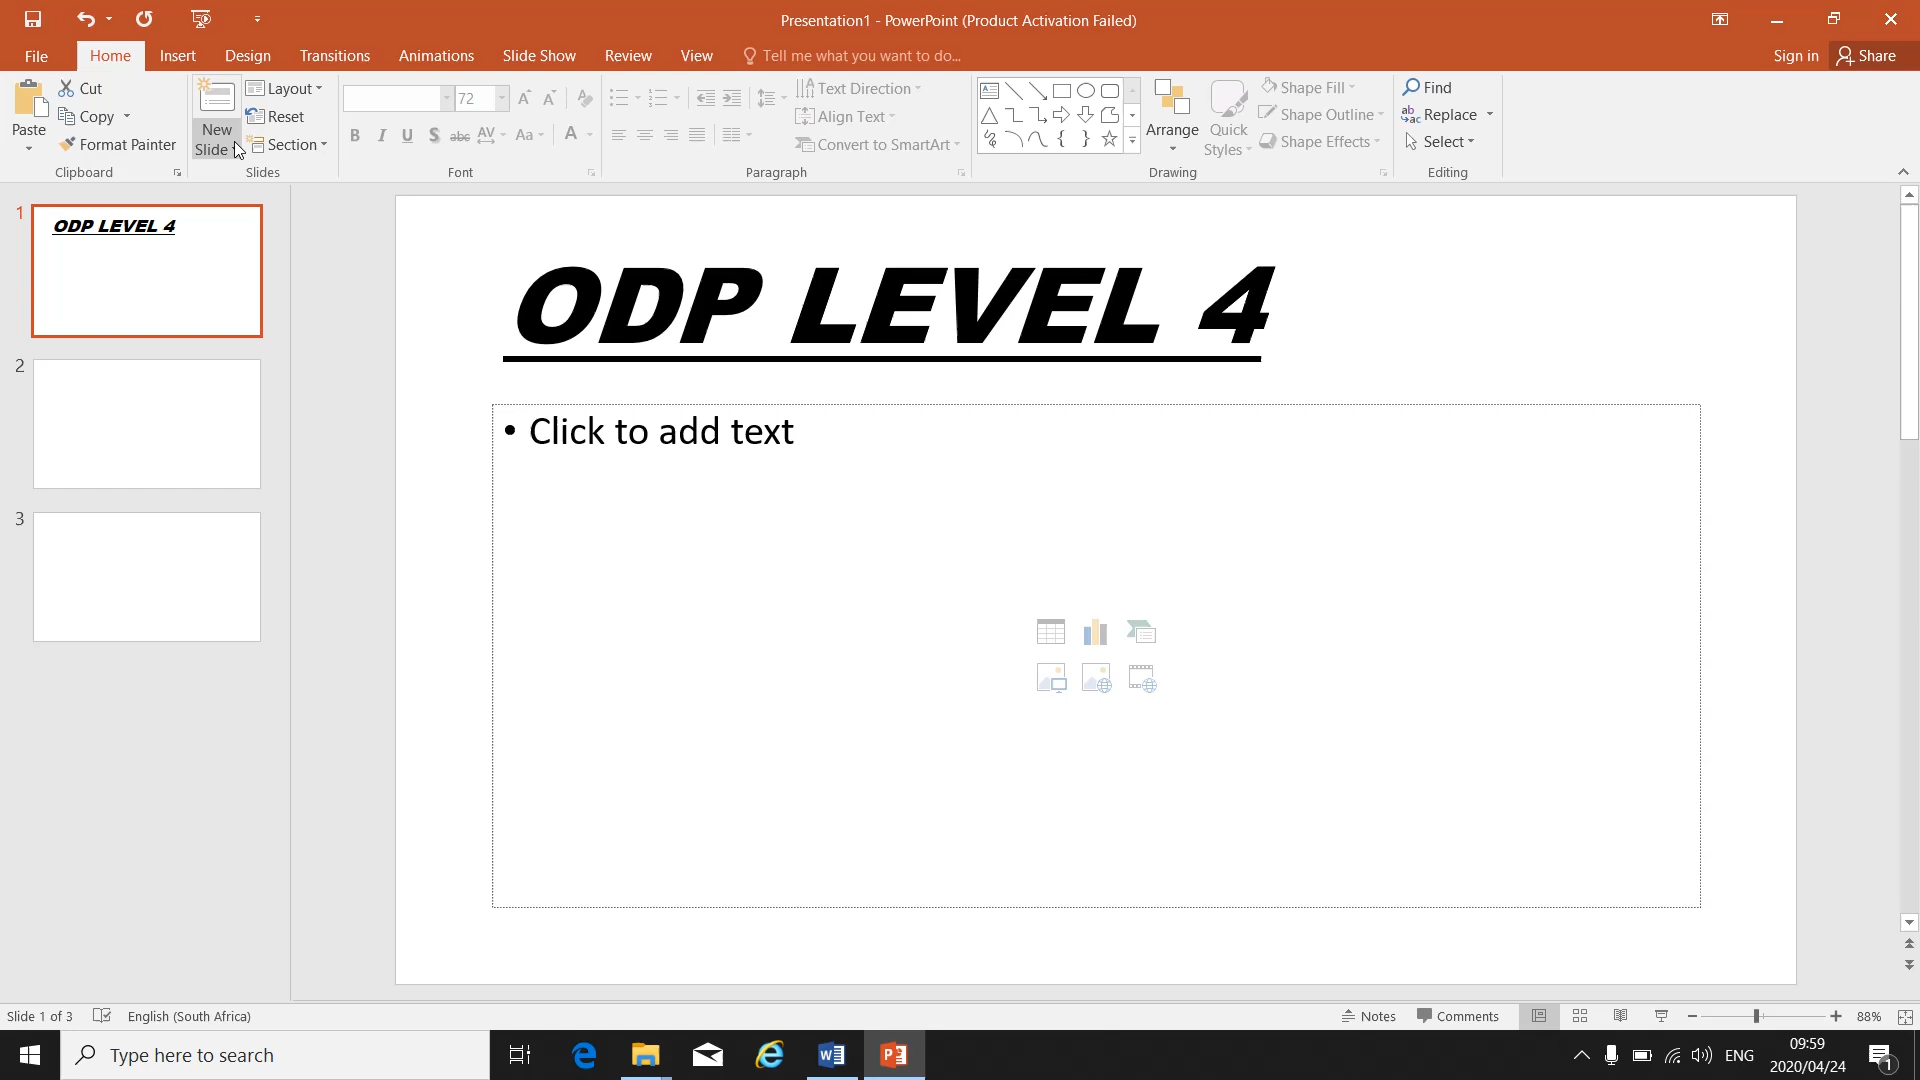 Presentation1 - PowerPoint (Product Activation Failed)
File Home Insert Design Transitions Animations Slide Show Review View Tell me what you want to do... Sign in Share
Paste Cut Copy Format Painter
Clipboard
New Slide Layout Reset Section
Slides
72
B I U S abc AV Aa A
Font
Text Direction
Align Text
Convert to SmartArt
Paragraph
Arrange Quick Styles
Shape Fill
Shape Outline
Shape Effects
Drawing
Find
Replace
Select
Editing
1
ODP LEVEL 4
2
3
ODP LEVEL 4
• Click to add text
Slide 1 of 3 English (South Africa) Notes Comments 88%
Type here to search
ENG
09:59
2020/04/24
1